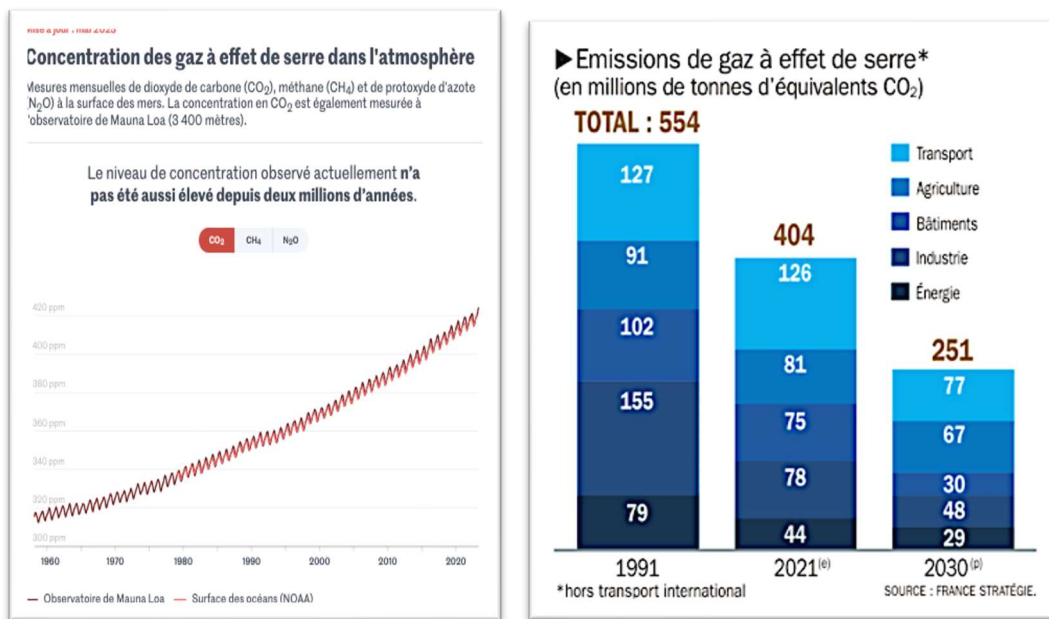 Mise à jour : mai 2023
Concentration des gaz à effet de serre dans l'atmosphère
Mesures mensuelles de dioxyde de carbone (CO₂), méthane (CH₄) et de protoxyde d'azote
(N₂O) à la surface des mers. La concentration en CO₂ est également mesurée à
l'observatoire de Mauna Loa (3 400 mètres).
Le niveau de concentration observé actuellement n'a
pas été aussi élevé depuis deux millions d'années.
CO₂ CH₄ N₂O
420 ppm
400 ppm
380 ppm
360 ppm
340 ppm
320 ppm
300 ppm
1960 1970 1980 1990 2000 2010 2020
Observatoire de Mauna Loa Surface des océans (NOAA)
▶Emissions de gaz à effet de serre*
(en millions de tonnes d'équivalents CO₂)
TOTAL : 554
127
91
102
155
79
404
126
81
75
78
44
251
77
67
30
48
29
Transport
Agriculture
Bâtiments
Industrie
Énergie
1991 2021(e) 2030(p)
*hors transport international
SOURCE : FRANCE STRATÉGIE.